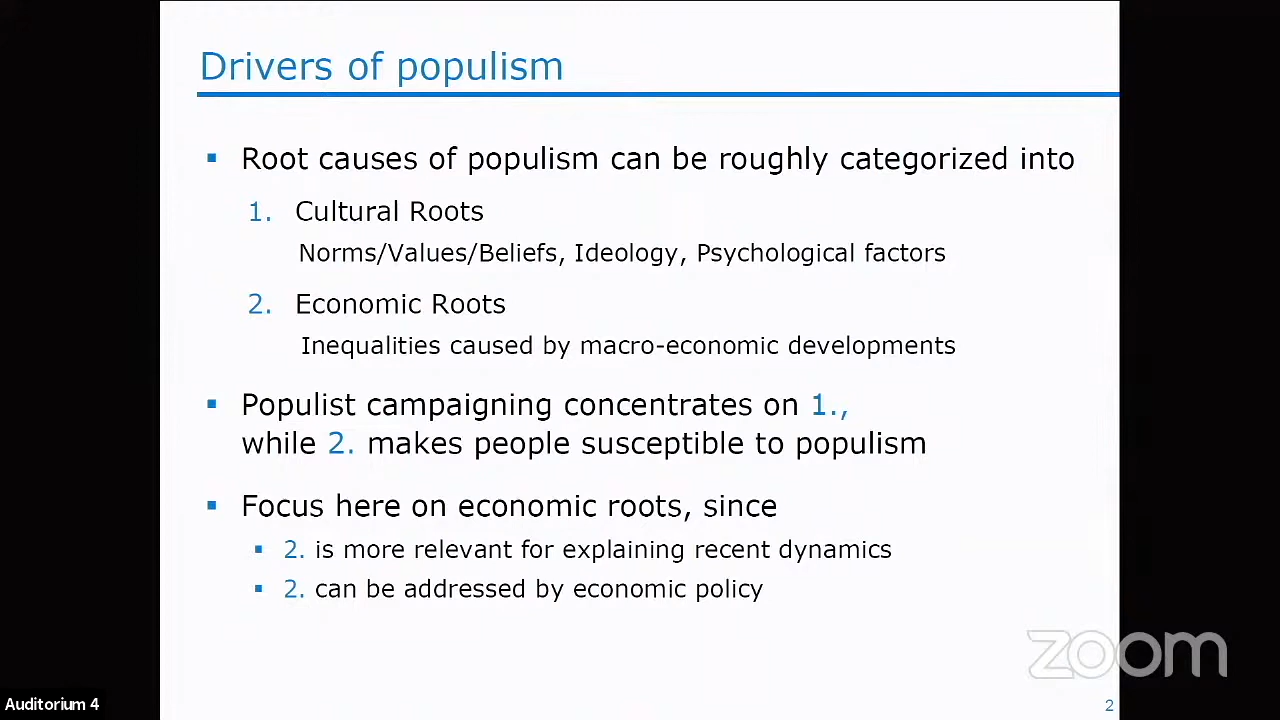 Drivers of populism
▪ Root causes of populism can be roughly categorized into
1. Cultural Roots
Norms/Values/Beliefs, Ideology, Psychological factors
2. Economic Roots
Inequalities caused by macro-economic developments
▪ Populist campaigning concentrates on 1.,
while 2. makes people susceptible to populism
▪ Focus here on economic roots, since
▪ 2. is more relevant for explaining recent dynamics
▪ 2. can be addressed by economic policy
zoom
Auditorium 4
2